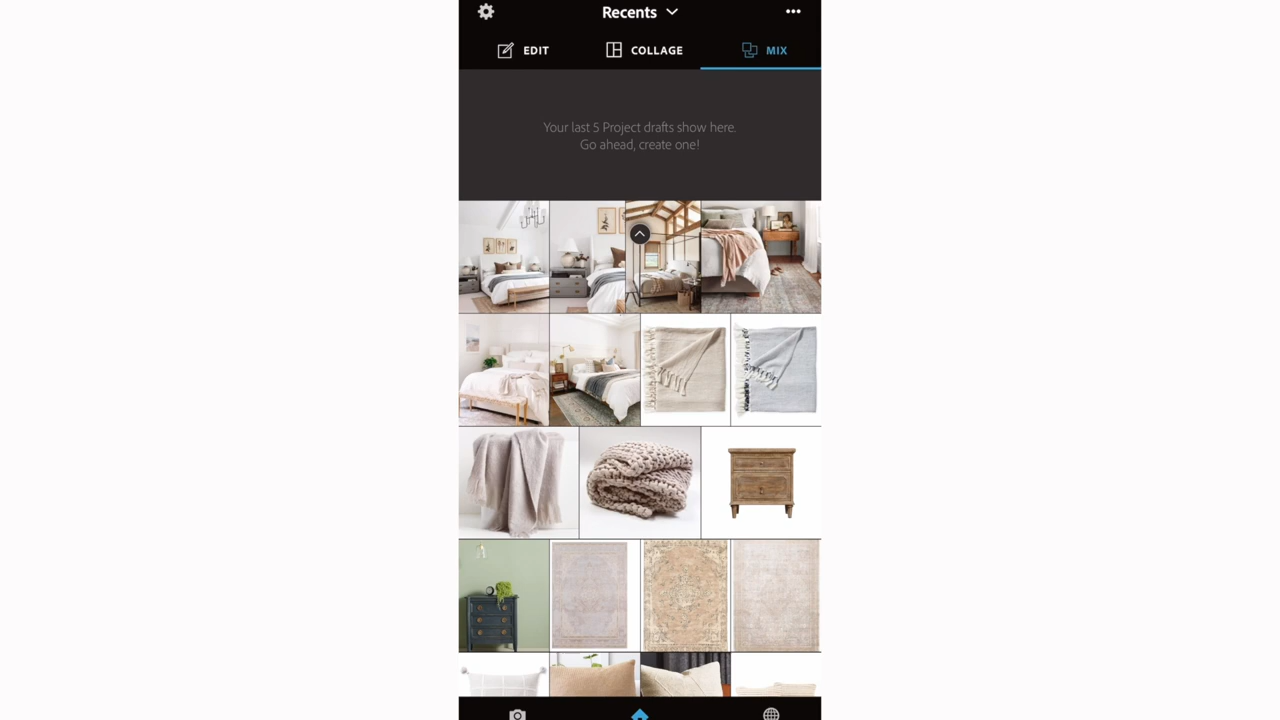 Recents
EDIT
COLLAGE
MIX
Your last 5 Project drafts show here.
Go ahead, create one!